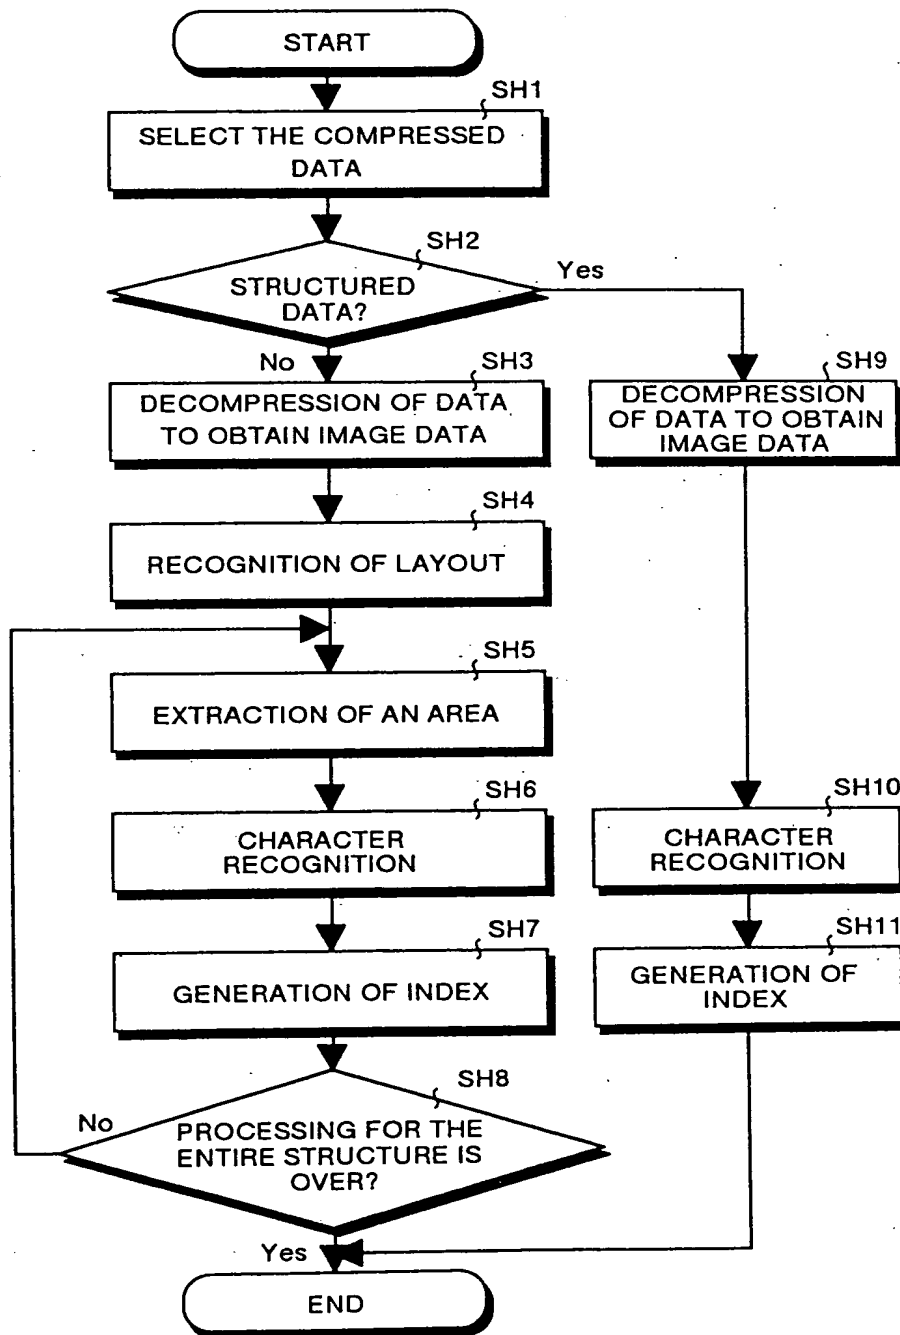 START
SH1
SELECT THE COMPRESSED
DATA
SH2
STRUCTURED
DATA?
Yes
No
SH3
DECOMPRESSION OF DATA
TO OBTAIN IMAGE DATA
SH9
DECOMPRESSION
OF DATA TO OBTAIN
IMAGE DATA
SH4
RECOGNITION OF LAYOUT
SH5
EXTRACTION OF AN AREA
SH6
CHARACTER
RECOGNITION
SH10
CHARACTER
RECOGNITION
SH7
GENERATION OF INDEX
SH11
GENERATION OF
INDEX
SH8
No
PROCESSING FOR THE
ENTIRE STRUCTURE IS
OVER?
Yes
END